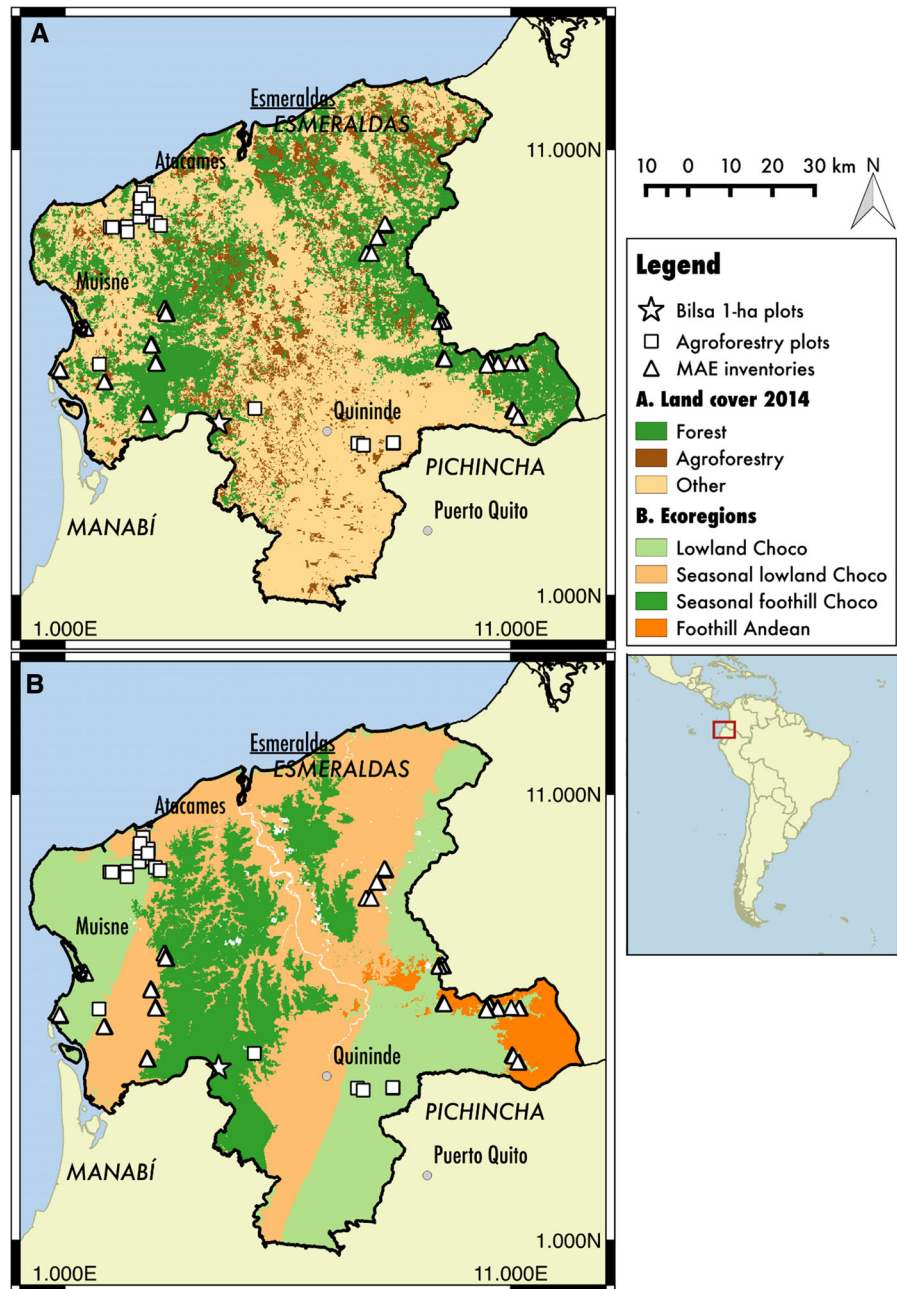 A
Esmeraldas
ESMERALDAS
Atacames
11.000N
Muisne
Quininde
PICHINCHA
MANABÍ
Puerto Quito
1.000N
1.000E
11.000E
10 0 10 20 30 km
N
Legend
Bilsa 1-ha plots
Agroforestry plots
MAE inventories
A. Land cover 2014
Forest
Agroforestry
Other
B. Ecoregions
Lowland Choco
Seasonal lowland Choco
Seasonal foothill Choco
Foothill Andean
B
Esmeraldas
ESMERALDAS
Atacames
11.000N
Muisne
Quininde
PICHINCHA
MANABÍ
Puerto Quito
1.000N
1.000E
11.000E